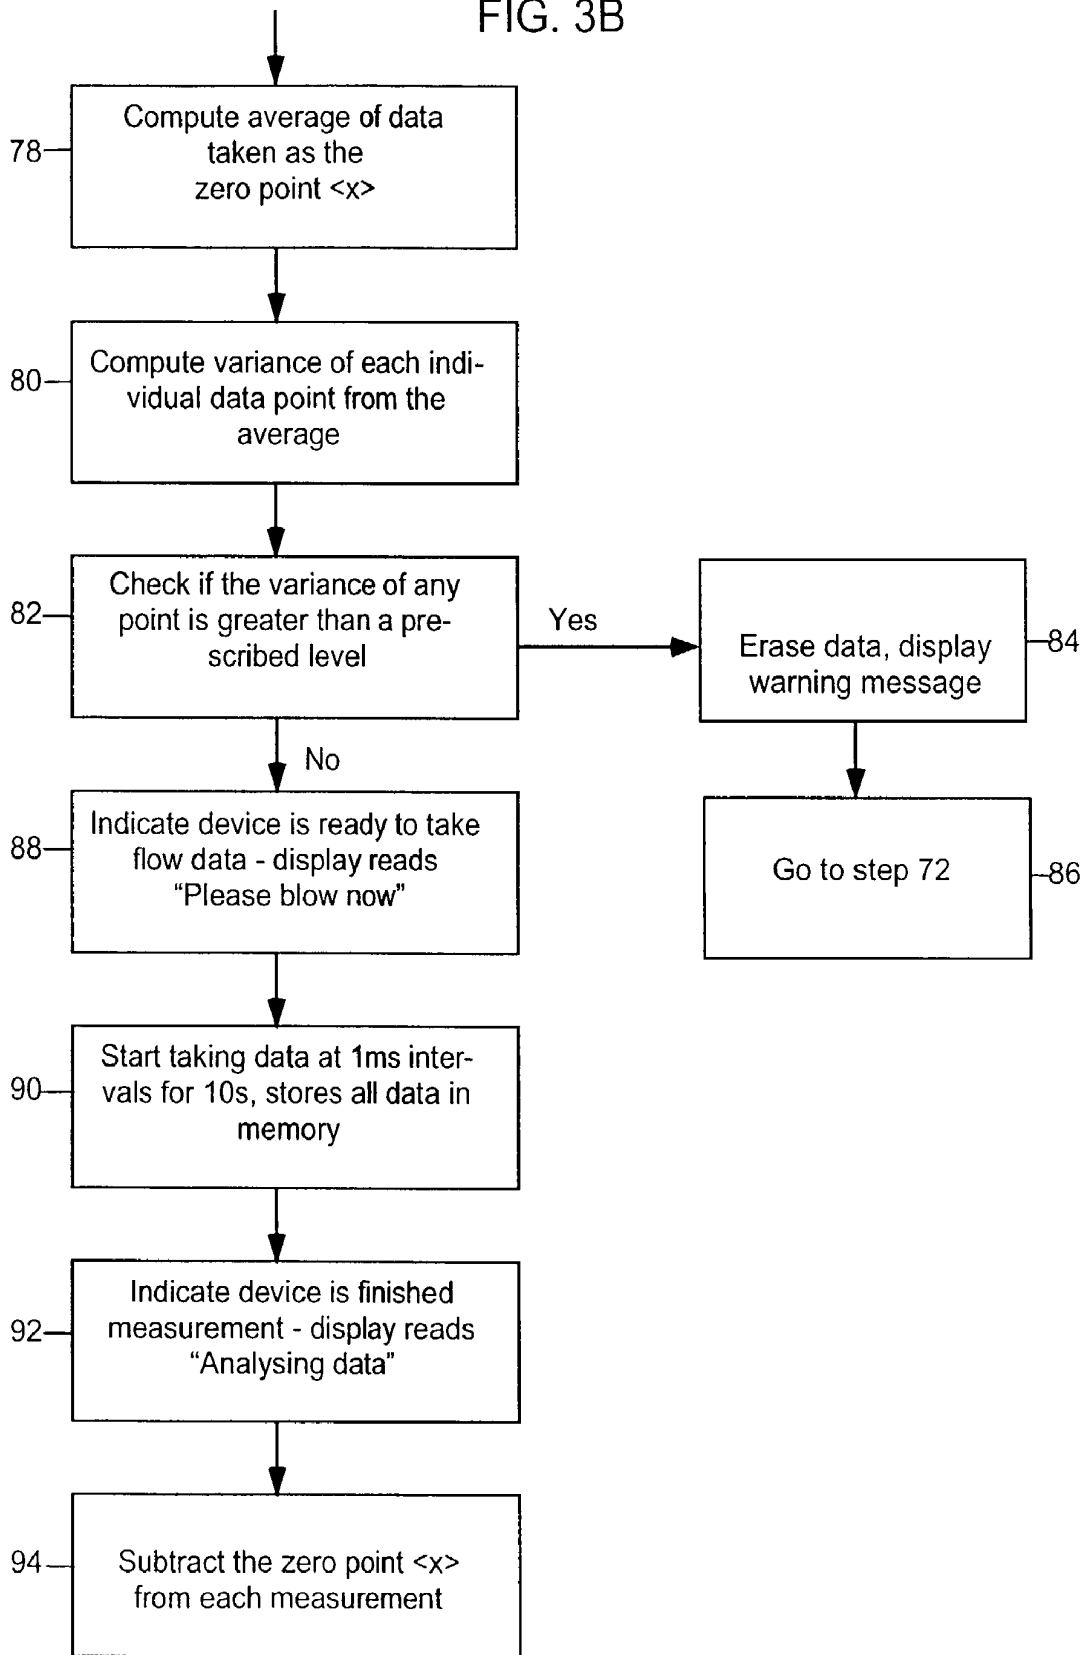 FIG. 3B
78
Compute average of data
taken as the
zero point <x>
80
Compute variance of each indi-
vidual data point from the
average
82
Check if the variance of any
point is greater than a pre-
scribed level
Yes
84
Erase data, display
warning message
No
86
Go to step 72
88
Indicate device is ready to take
flow data - display reads
“Please blow now”
90
Start taking data at 1ms inter-
vals for 10s, stores all data in
memory
92
Indicate device is finished
measurement - display reads
“Analysing data”
94
Subtract the zero point <x>
from each measurement